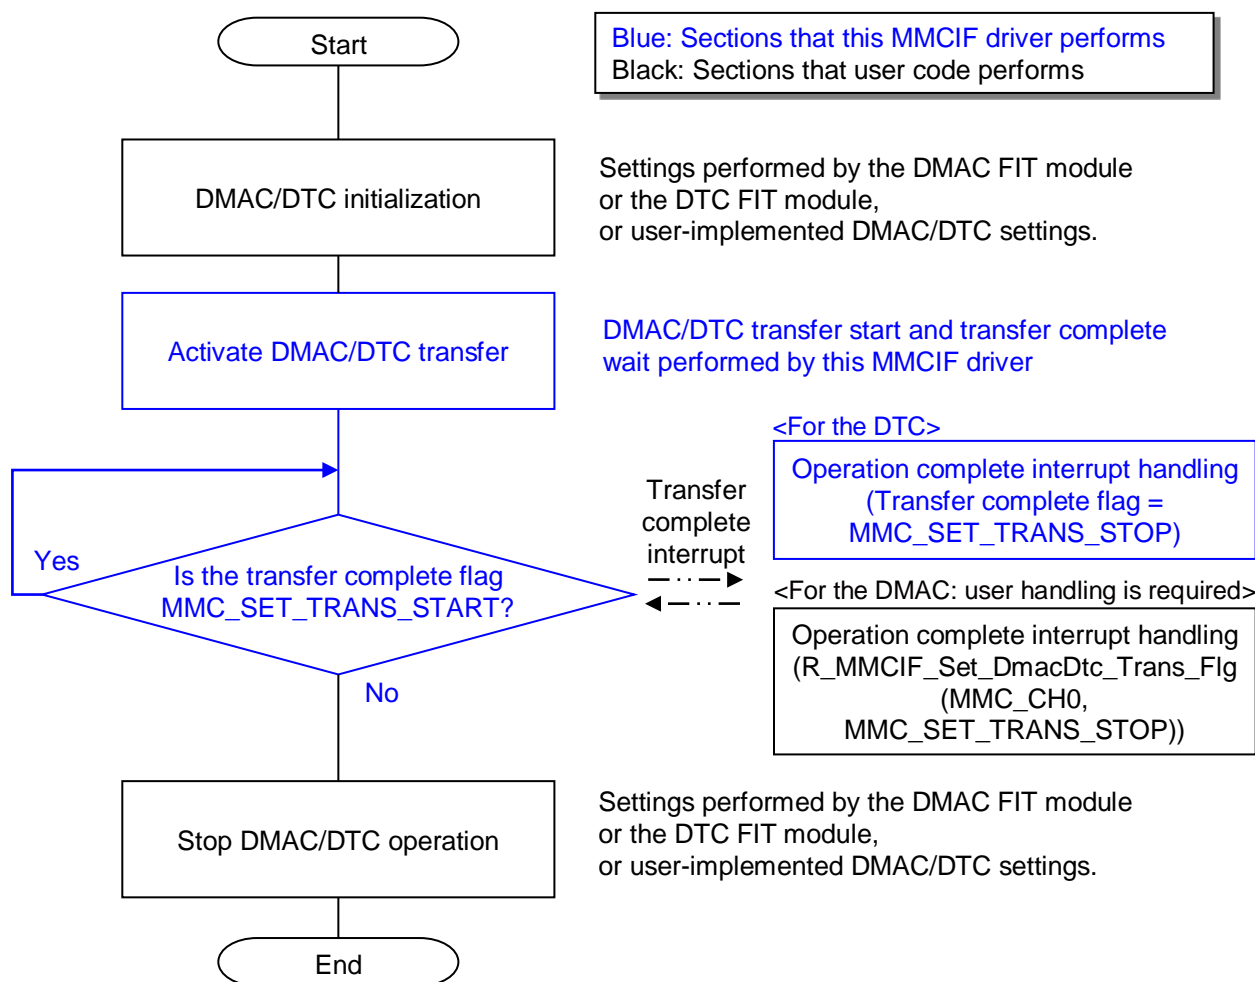 Start
Blue: Sections that this MMCIF driver performs
Black: Sections that user code performs
DMAC/DTC initialization
Settings performed by the DMAC FIT module
or the DTC FIT module,
or user-implemented DMAC/DTC settings.
Activate DMAC/DTC transfer
DMAC/DTC transfer start and transfer complete
wait performed by this MMCIF driver
<For the DTC>
Operation complete interrupt handling
(Transfer complete flag =
MMC_SET_TRANS_STOP)
Transfer
complete
interrupt
Yes
Is the transfer complete flag
MMC_SET_TRANS_START?
<For the DMAC: user handling is required>
Operation complete interrupt handling
(R_MMCIF_Set_DmacDtc_Trans_Flg
(MMC_CH0,
MMC_SET_TRANS_STOP))
No
Stop DMAC/DTC operation
Settings performed by the DMAC FIT module
or the DTC FIT module,
or user-implemented DMAC/DTC settings.
End